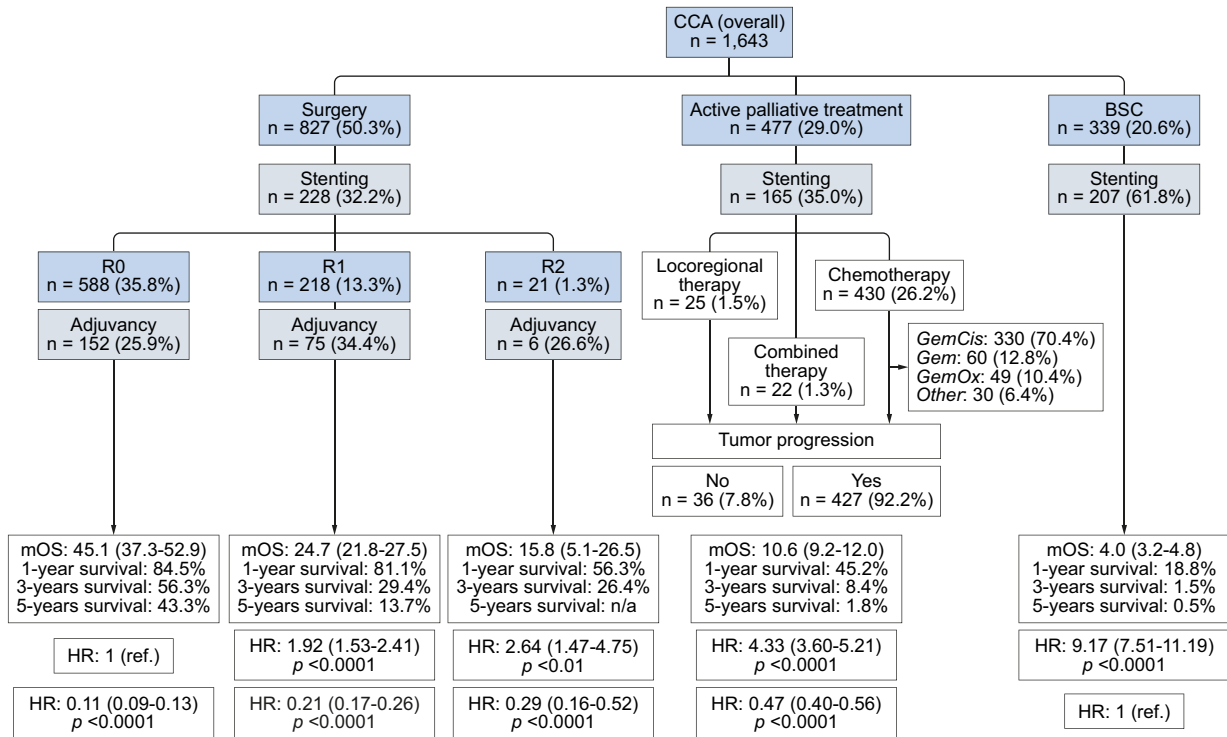 CCA (overall)
n = 1,643
Surgery
n = 827 (50.3%)
Active palliative treatment
n = 477 (29.0%)
BSC
n = 339 (20.6%)
Stenting
n = 228 (32.2%)
Stenting
n = 165 (35.0%)
Stenting
n = 207 (61.8%)
R0
n = 588 (35.8%)
R1
n = 218 (13.3%)
R2
n = 21 (1.3%)
Locoregional
therapy
n = 25 (1.5%)
Chemotherapy
n = 430 (26.2%)
Adjuvancy
n = 152 (25.9%)
Adjuvancy
n = 75 (34.4%)
Adjuvancy
n = 6 (26.6%)
Combined
therapy
n = 22 (1.3%)
GemCis: 330 (70.4%)
Gem: 60 (12.8%)
GemOx: 49 (10.4%)
Other: 30 (6.4%)
Tumor progression
No
n = 36 (7.8%)
Yes
n = 427 (92.2%)
mOS: 45.1 (37.3-52.9)
1-year survival: 84.5%
3-years survival: 56.3%
5-years survival: 43.3%
mOS: 24.7 (21.8-27.5)
1-year survival: 81.1%
3-years survival: 29.4%
5-years survival: 13.7%
mOS: 15.8 (5.1-26.5)
1-year survival: 56.3%
3-years survival: 26.4%
5-years survival: n/a
mOS: 10.6 (9.2-12.0)
1-year survival: 45.2%
3-years survival: 8.4%
5-years survival: 1.8%
mOS: 4.0 (3.2-4.8)
1-year survival: 18.8%
3-years survival: 1.5%
5-years survival: 0.5%
HR: 1 (ref.)
HR: 1.92 (1.53-2.41)
p <0.0001
HR: 2.64 (1.47-4.75)
p <0.01
HR: 4.33 (3.60-5.21)
p <0.0001
HR: 9.17 (7.51-11.19)
p <0.0001
HR: 0.11 (0.09-0.13)
p <0.0001
HR: 0.21 (0.17-0.26)
p <0.0001
HR: 0.29 (0.16-0.52)
p <0.0001
HR: 0.47 (0.40-0.56)
p <0.0001
HR: 1 (ref.)